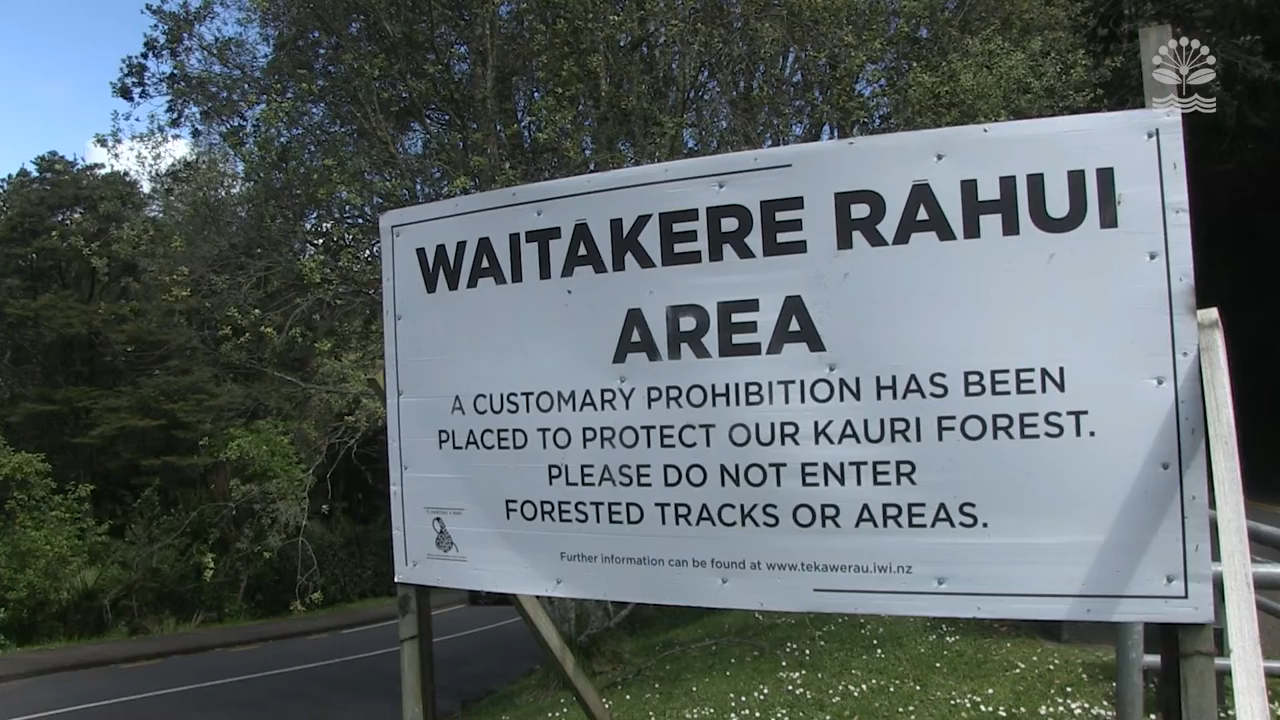 WAITĀKERE RĀHUI
AREA
A CUSTOMARY PROHIBITION HAS BEEN
PLACED TO PROTECT OUR KAURI FOREST.
PLEASE DO NOT ENTER
FORESTED TRACKS OR AREAS.
Further information can be found at www.tekawerau.iwi.nz